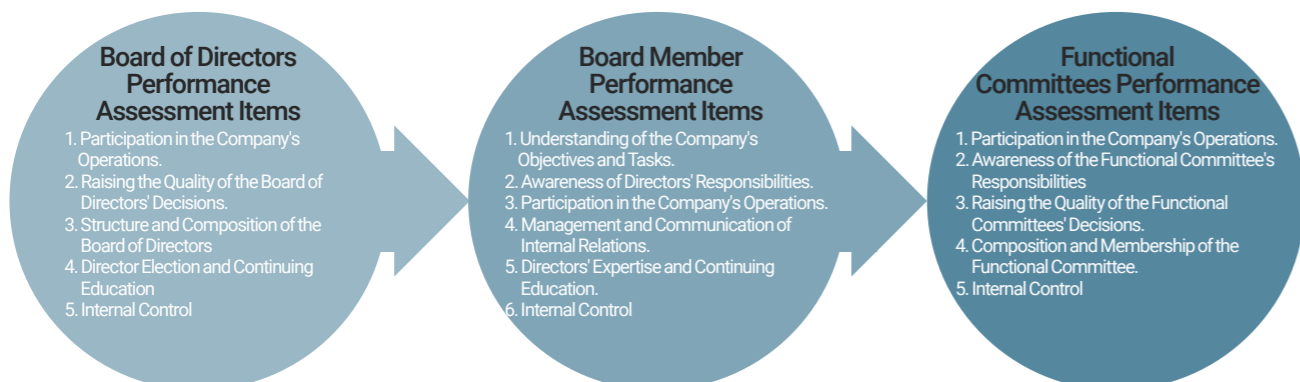 Board of Directors
Performance
Assessment Items
1. Participation in the Company's
Operations.
2. Raising the Quality of the Board of
Directors' Decisions.
3. Structure and Composition of the
Board of Directors
4. Director Election and Continuing
Education
5. Internal Control
Board Member
Performance
Assessment Items
1. Understanding of the Company's
Objectives and Tasks.
2. Awareness of Directors' Responsibilities.
3. Participation in the Company's Operations.
4. Management and Communication of
Internal Relations.
5. Directors' Expertise and Continuing
Education.
6. Internal Control
Functional
Committees Performance
Assessment Items
1. Participation in the Company's Operations.
2. Awareness of the Functional Committee's
Responsibilities
3. Raising the Quality of the Functional
Committees' Decisions.
4. Composition and Membership of the
Functional Committee.
5. Internal Control